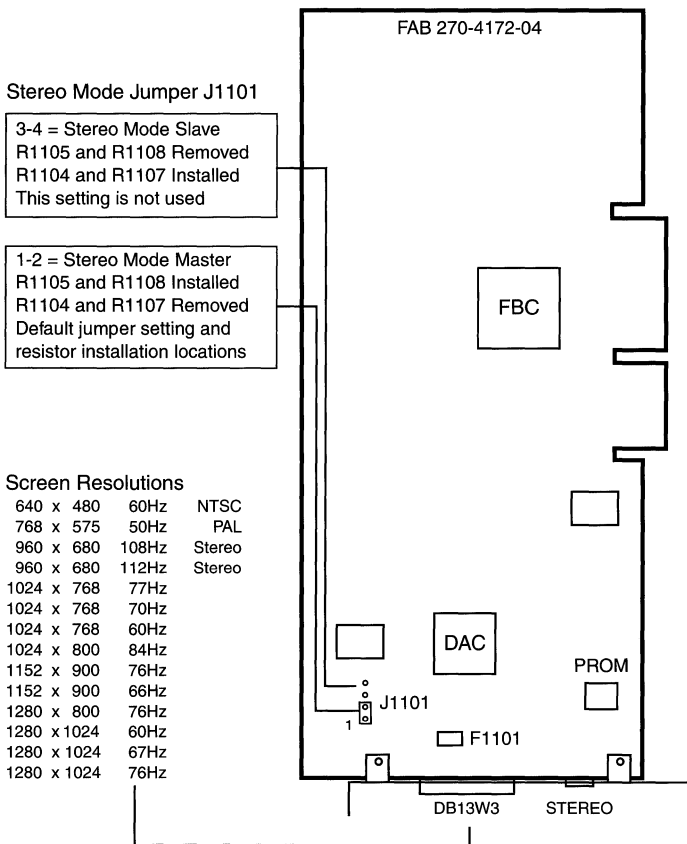 FAB 270-4172-04
Stereo Mode Jumper J1101
3-4 = Stereo Mode Slave
R1105 and R1108 Removed
R1104 and R1107 Installed
This setting is not used
1-2 = Stereo Mode Master
R1105 and R1108 Installed
R1104 and R1107 Removed
Default jumper setting and
resistor installation locations
FBC
Screen Resolutions
640 x 480 60Hz NTSC
768 x 575 50Hz PAL
960 x 680 108Hz Stereo
960 x 680 112Hz Stereo
1024 x 768 77Hz
1024 x 768 70Hz
1024 x 768 60Hz
1024 x 800 84Hz
1152 x 900 76Hz
1152 x 900 66Hz
1280 x 800 76Hz
1280 x 1024 60Hz
1280 x 1024 67Hz
1280 x 1024 76Hz
DAC
PROM
J1101
1
F1101
DB13W3
STEREO